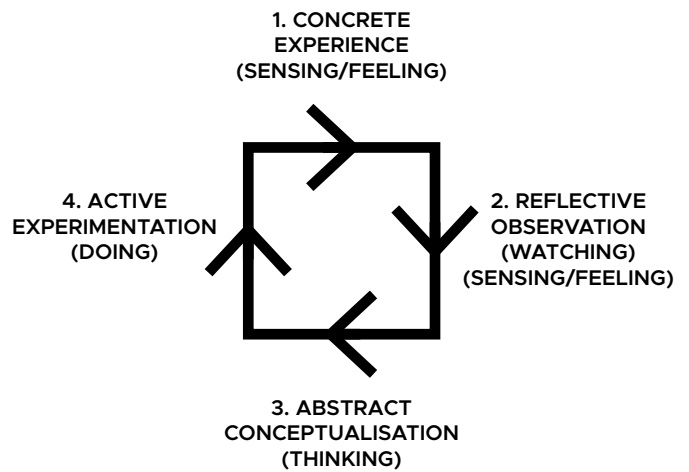 1. CONCRETE
EXPERIENCE
(SENSING/FEELING)
2. REFLECTIVE
OBSERVATION
(WATCHING)
(SENSING/FEELING)
3. ABSTRACT
CONCEPTUALISATION
(THINKING)
4. ACTIVE
EXPERIMENTATION
(DOING)